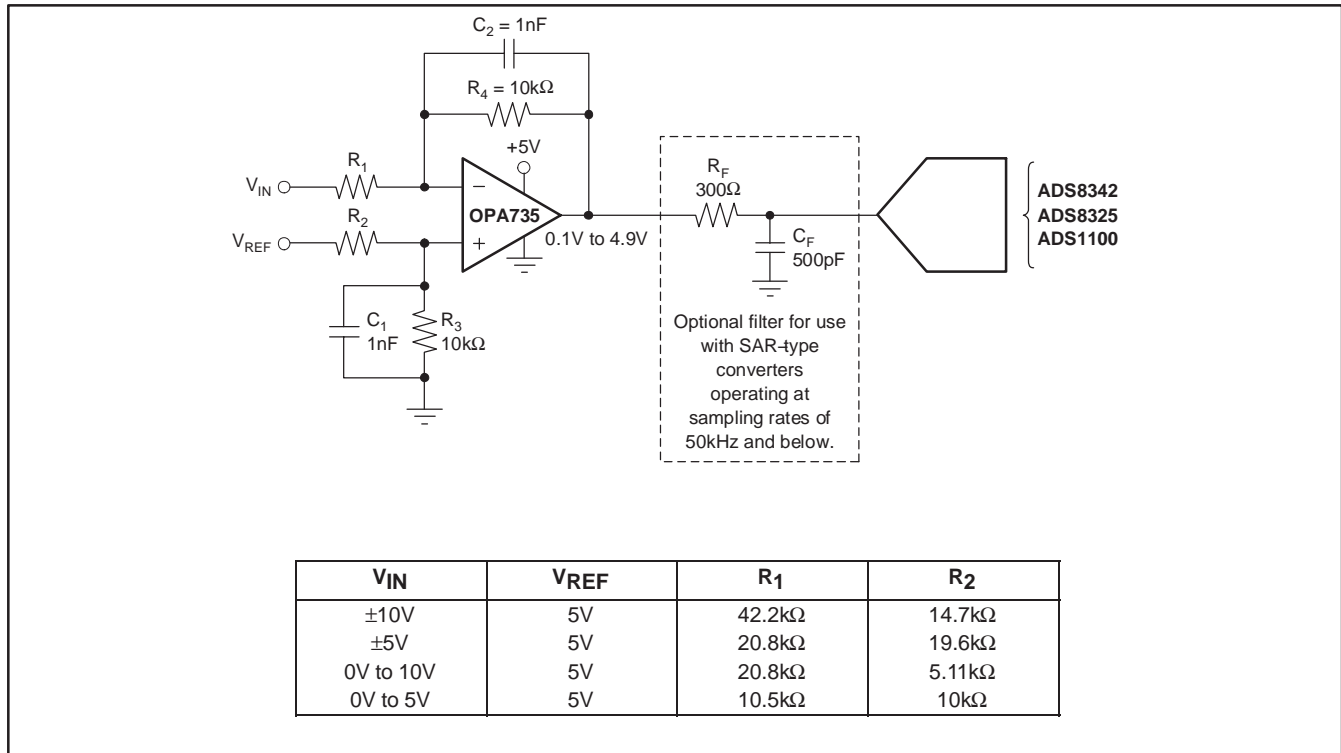 C2 = 1nF
R4 = 10kΩ
+5V
R1
VIN
−
OPA735
R2
VREF
+
0.1V to 4.9V
C1
1nF
R3
10kΩ
RF
300Ω
CF
500pF
Optional filter for use
with SAR-type
converters
operating at
sampling rates of
50kHz and below.
ADS8342
ADS8325
ADS1100
VIN VREF R1 R2
±10V 5V 42.2kΩ 14.7kΩ
±5V 5V 20.8kΩ 19.6kΩ
0V to 10V 5V 20.8kΩ 5.11kΩ
0V to 5V 5V 10.5kΩ 10kΩ